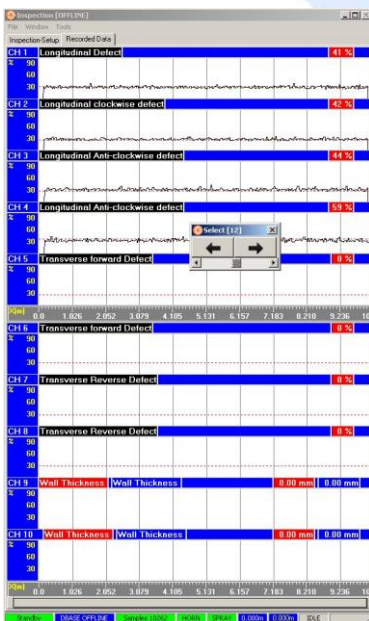 Inspection [OFFLINE]
File Window Tools
Inspection-Setup Recorded Data
CH 1 Longitudinal Defect 41 %
% 90
60
30
CH 2 Longitudinal clockwise defect 42 %
% 90
60
30
CH 3 Longitudinal Anti-clockwise defect 44 %
% 90
60
30
CH 4 Longitudinal Anti-clockwise defect 59 %
% 90
60
30
Select [12]
CH 5 Transverse forward Defect 0 %
% 90
60
30
X(m) 0.0 1.026 2.052 3.079 4.105 5.131 6.157 7.183 8.210 9.236 10
CH 6 Transverse forward Defect 0 %
% 90
60
30
CH 7 Transverse Reverse Defect 0 %
% 90
60
30
CH 8 Transverse Reverse Defect 0 %
% 90
60
30
CH 9 Wall Thickness Wall Thickness 0.00 mm 0.00 mm
% 90
60
30
CH 10 Wall Thickness Wall Thickness 0.00 mm 0.00 mm
% 90
60
30
X(m) 0.0 1.026 2.052 3.079 4.105 5.131 6.157 7.183 8.210 9.236 10
Standby DBASE OFFLINE Samples 10262 HORN SPRAY 0.000m 0.000m IDLE